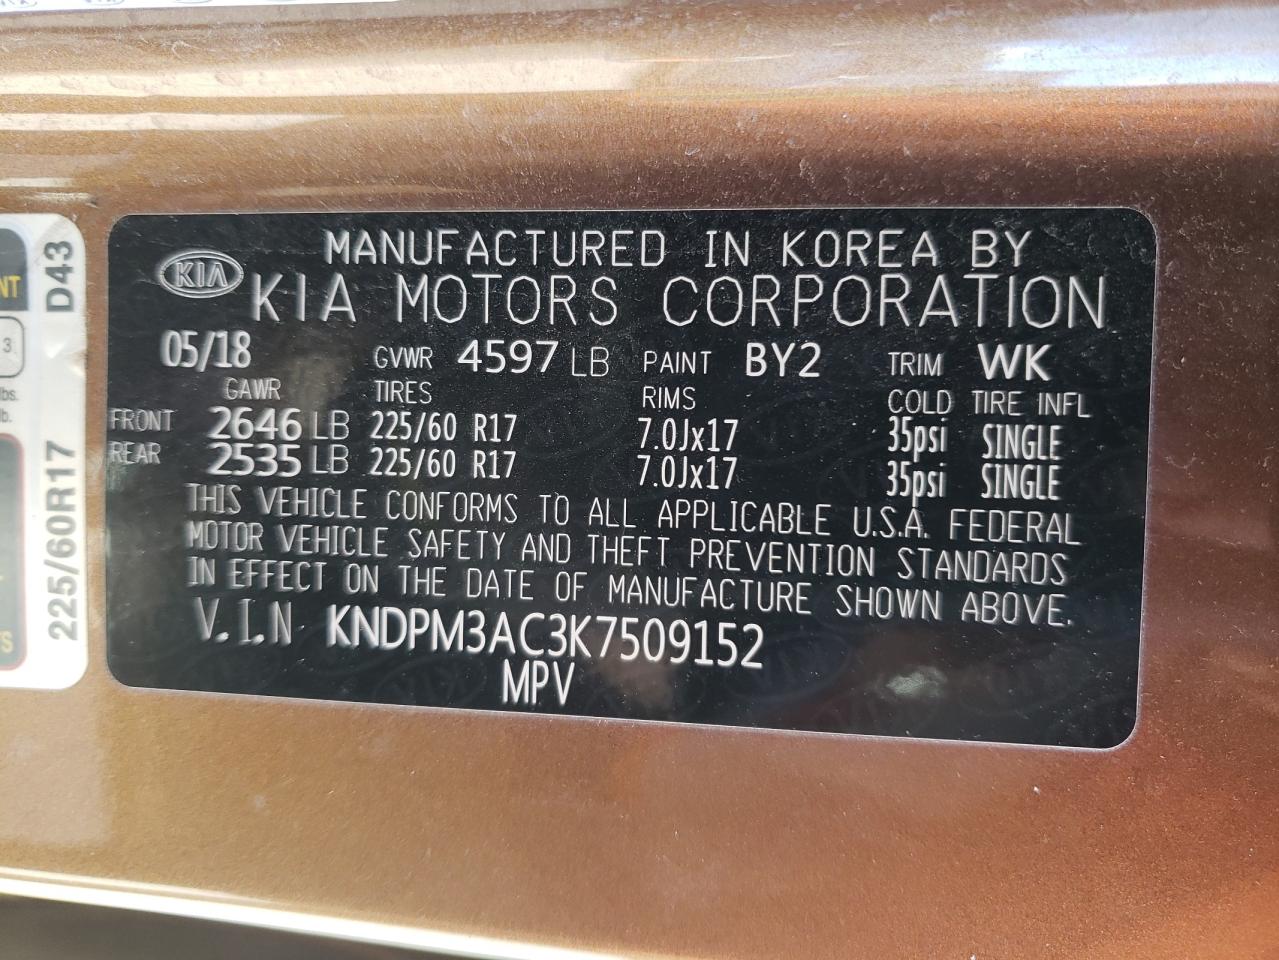 MANUFACTURED IN KOREA BY
KIA KIA MOTORS CORPORATION
05/18 GVWR 4597 LB PAINT BY2 TRIM WK
GAWR TIRES RIMS COLD TIRE INFL
FRONT 2646 LB 225/60 R17 7.0Jx17 35psi SINGLE
REAR 2535 LB 225/60 R17 7.0Jx17 35psi SINGLE
THIS VEHICLE CONFORMS TO ALL APPLICABLE U.S.A. FEDERAL
MOTOR VEHICLE SAFETY AND THEFT PREVENTION STANDARDS
IN EFFECT ON THE DATE OF MANUFACTURE SHOWN ABOVE.
V.I.N KNDPM3AC3K7509152
MPV
225/60R17 D43
3
lbs.
lb.